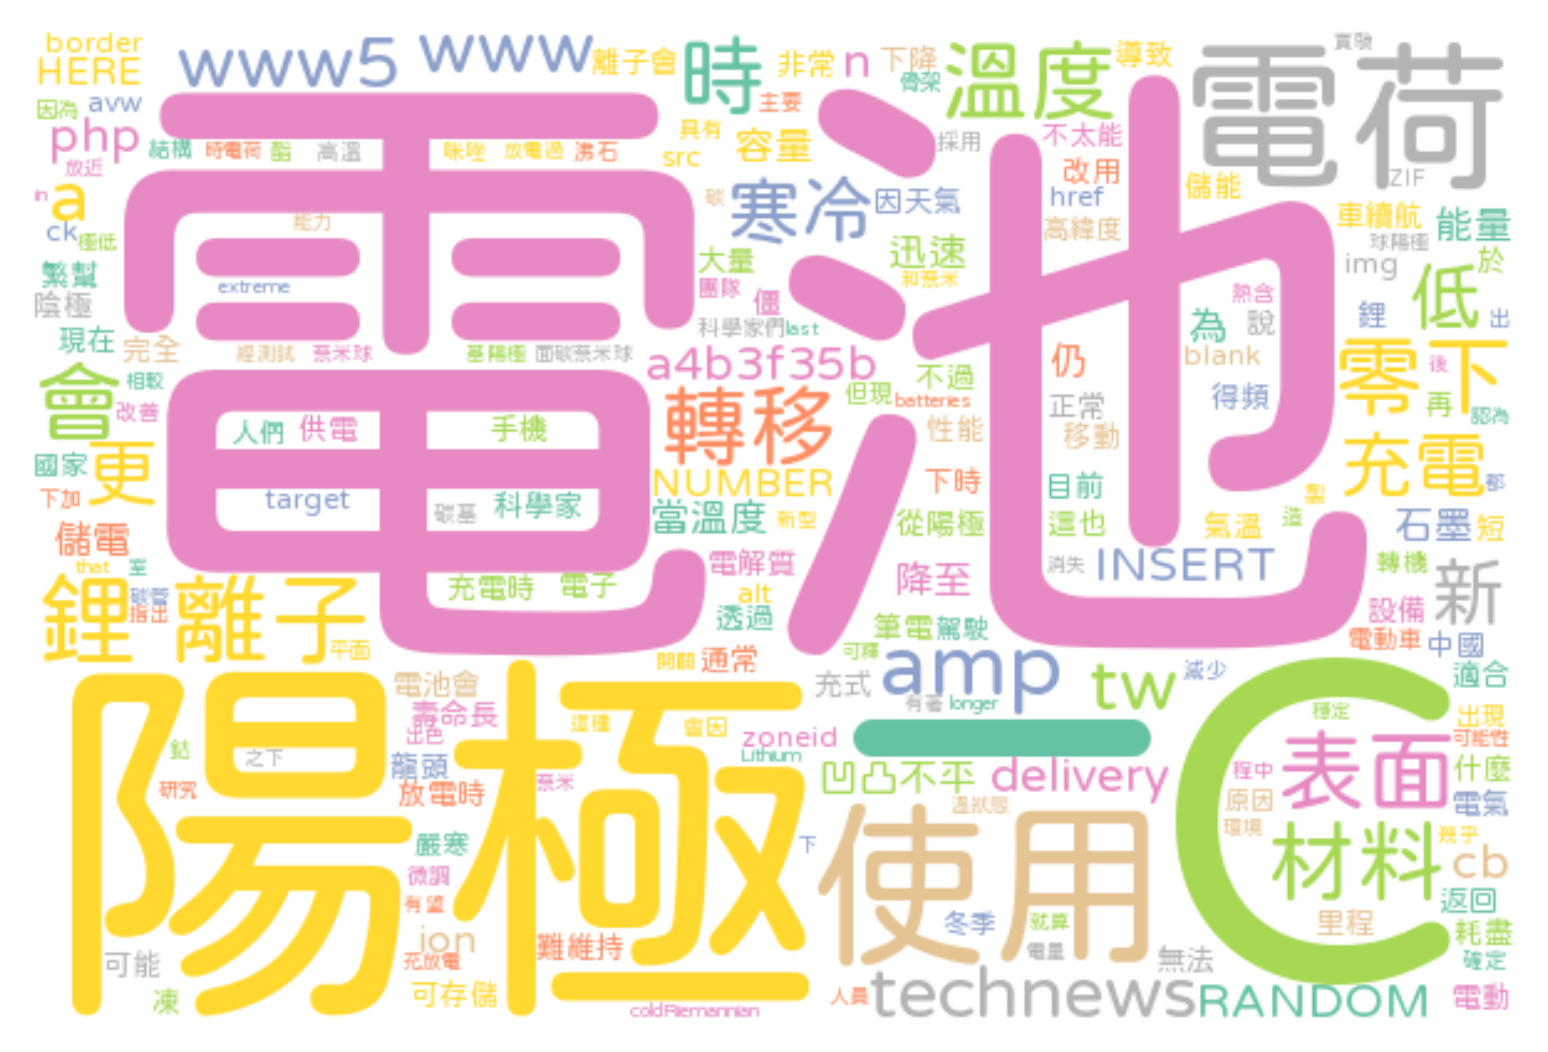 border
HERE
www5
www
離子會
時
非常
n
下降
骨架
溫度
導致
實驗
電荷
因為
avw
php
放近
結構
時電荷
酯
高溫
咪唑
放電過
沸石
主要
具有
src
容量
採用
不太能
改用
href
ZIF
儲能
in
a
ck
極低
能力
碳
寒冷
因天氣
高緯度
車續航
能量
球陽極
繁幫
陰極
extreme
大量
迅速
和奈米
團隊
僵
科學家們
last
img
於
低
熱含
為
說
鋰
出
電池
現在
完全
經測試
奈米球
基陽極
面碳奈米球
a4b3f35b
仍
blank
零下
後
會
相較
改善
但現
不過
batteries
正常
得頻
再
認為
轉移
人們
供電
手機
性能
移動
國家
更
下加
target
碳基
科學家
NUMBER
當溫度
新型
下時
目前
製
充電
都
從陽極
這也
造
氣溫
石墨
短
儲電
that
室
電解質
降至
消失
INSERT
轉機
新
鋰離子
碳管
指出
平面
充電時
電子
alt
透過
筆電
駕駛
設備
電動車
中國
開闢
通常
可釋
充式
amp
有著
longer
tw
減少
適合
陽極
電池會
壽命長
出色
這種
會因
zoneid
Lithium
一
穩定
C
出現
可能性
鈷
之下
龍頭
研究
放電時
奈米
凹凸不平
delivery
程中
表面
什麼
原因
電氣
環境
溫狀態
使用
嚴寒
下
微調
有望
材料
幾乎
cb
返回
冬季
就算
電量
里程
耗盡
可能
ion
充放電
難維持
無法
確定
凍
可存儲
cold
Riemannian
人員
technews
RANDOM
電動